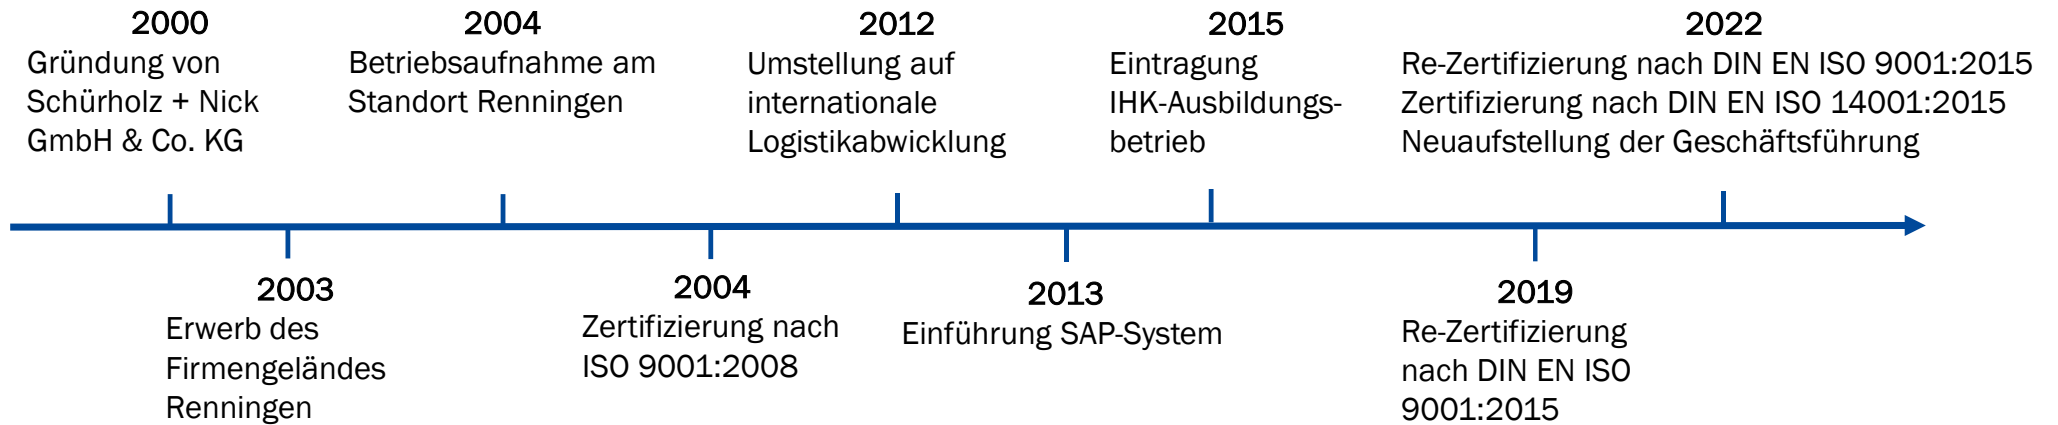 2000
Gründung von
Schürholz + Nick
GmbH & Co. KG
2004
Betriebsaufnahme am
Standort Renningen
2012
Umstellung auf
internationale
Logistikabwicklung
2015
Eintragung
IHK-Ausbildungs-
betrieb
2022
Re-Zertifizierung nach DIN EN ISO 9001:2015
Zertifizierung nach DIN EN ISO 14001:2015
Neuaufstellung der Geschäftsführung
2003
Erwerb des
Firmengeländes
Renningen
2004
Zertifizierung nach
ISO 9001:2008
2013
Einführung SAP-System
2019
Re-Zertifizierung
nach DIN EN ISO
9001:2015